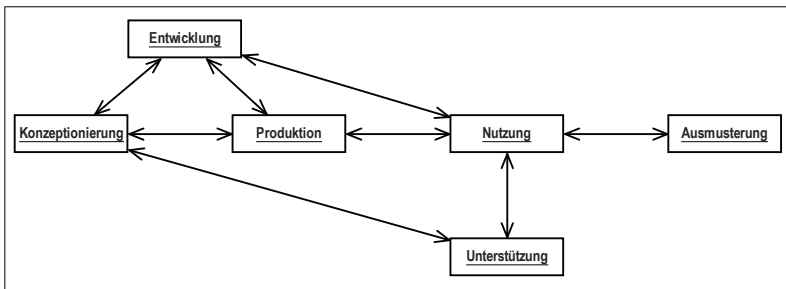 Entwicklung
Konzeptionierung
Produktion
Nutzung
Ausmusterung
Unterstützung